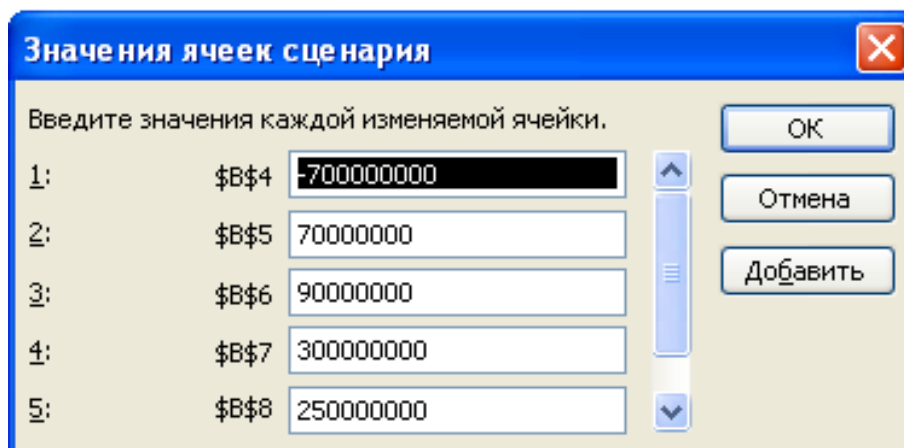 Значения ячеек сценария
Введите значения каждой изменяемой ячейки.
1: $B$4 -700000000
2: $B$5 70000000
3: $B$6 90000000
4: $B$7 300000000
5: $B$8 250000000
ОК
Отмена
Добавить